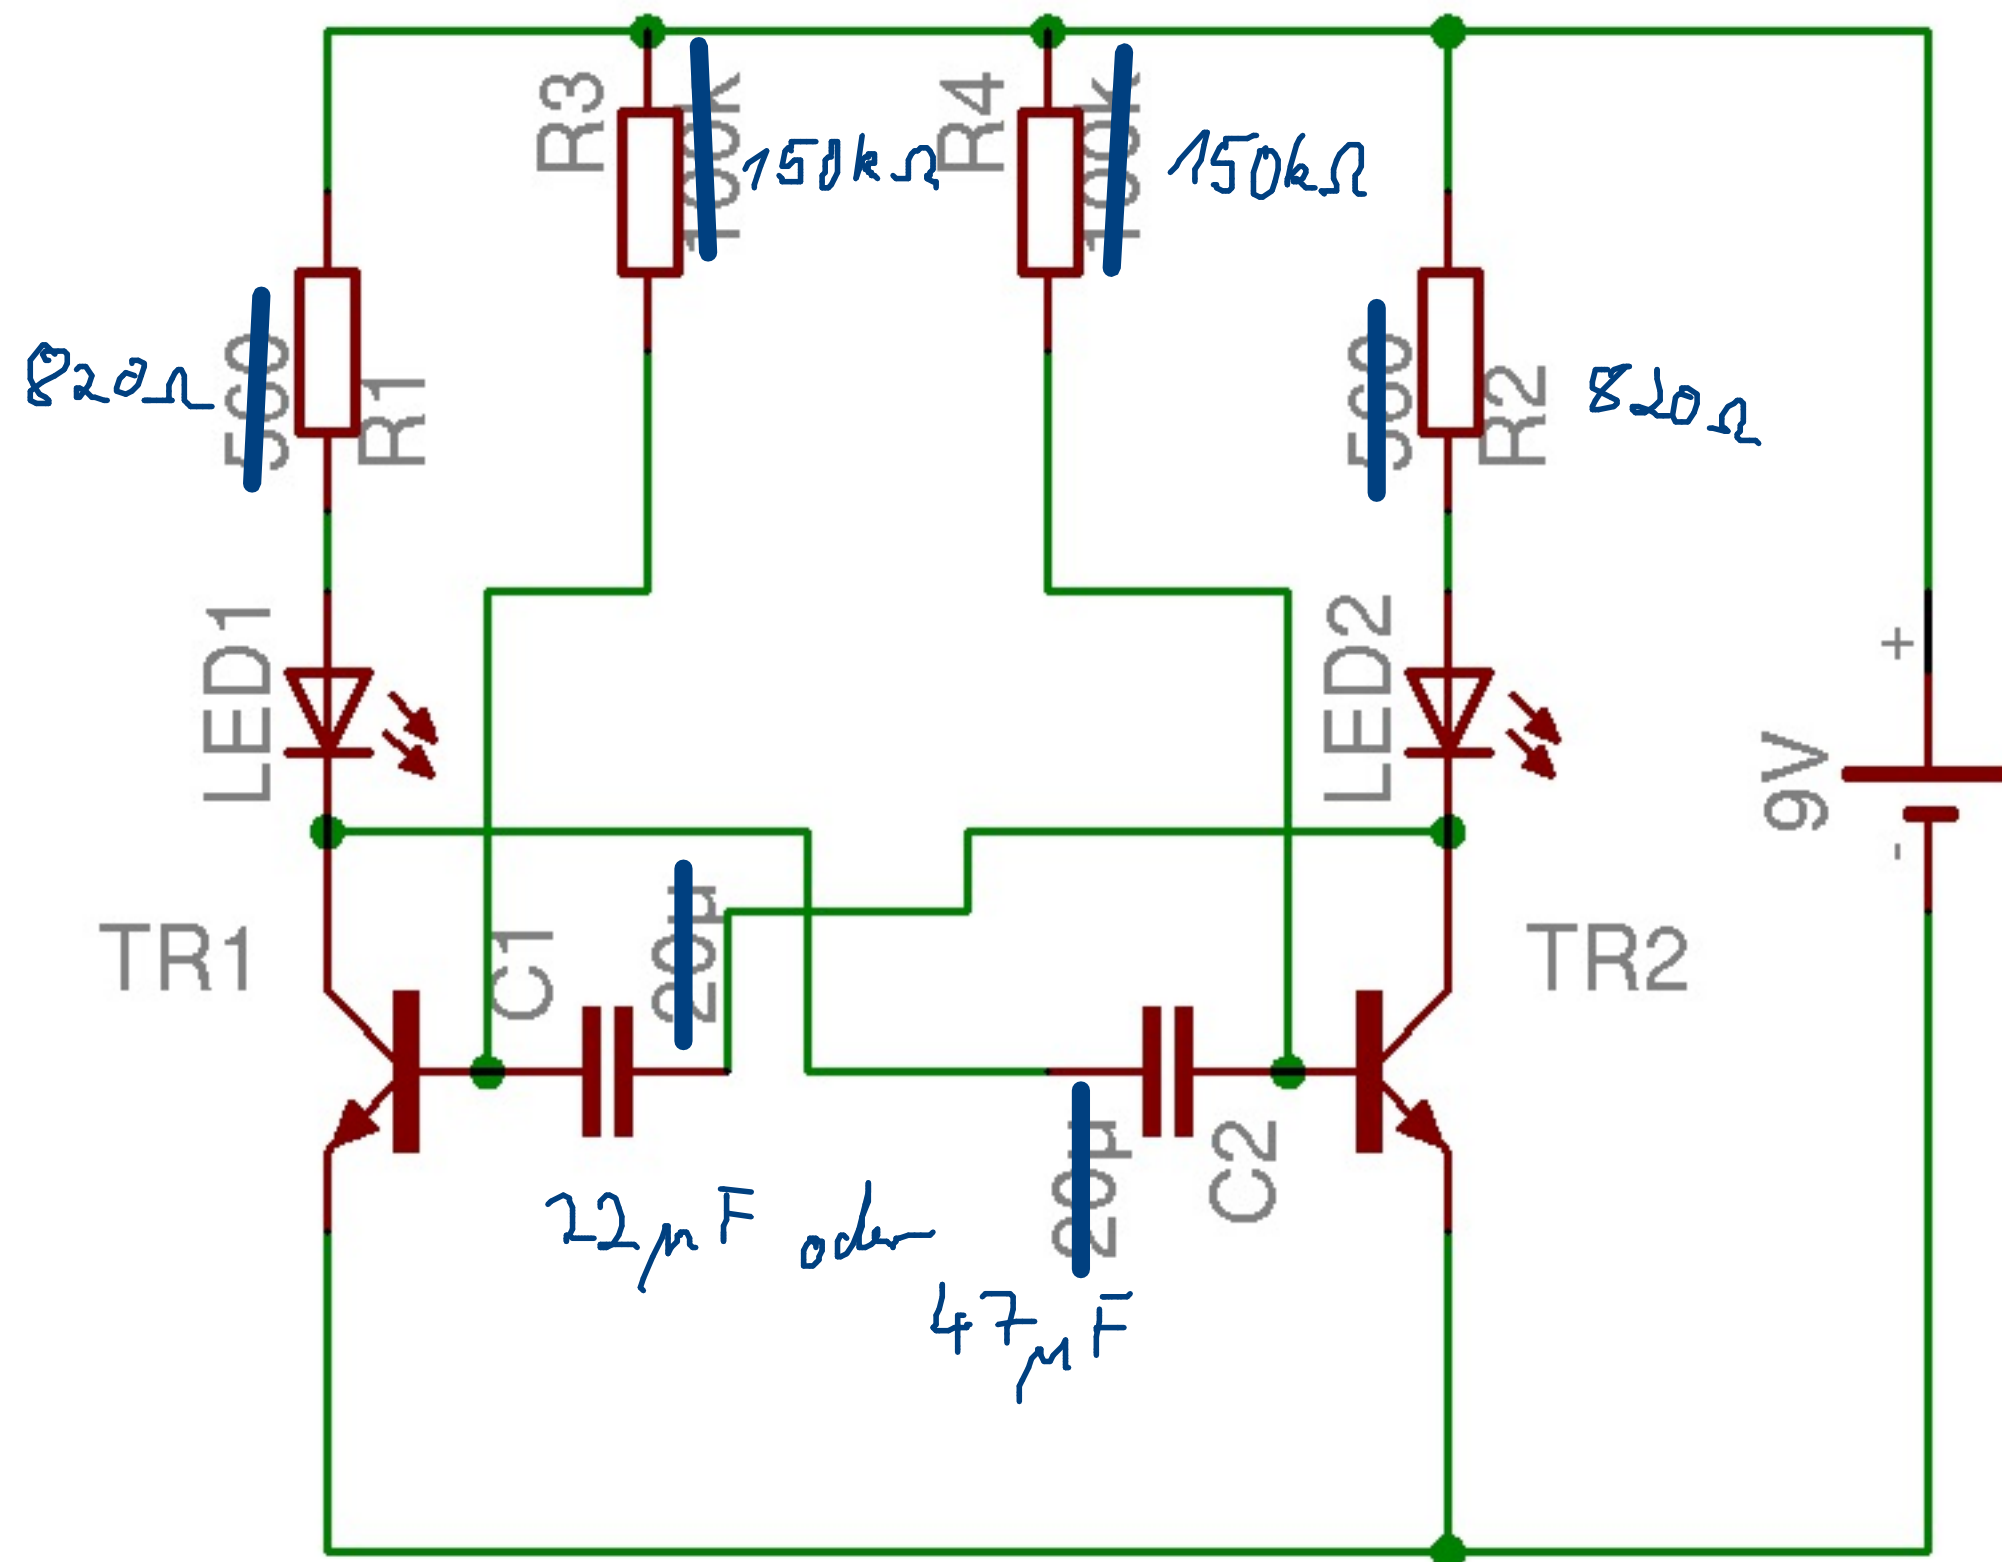 R3
100k
150kΩ
R4
100k
150kΩ
820Ω
500
R1
500
R2
820Ω
LED1
LED2
+
9V
-
TR1
C1
20µ
TR2
20µ
C2
22µF oder
47µF